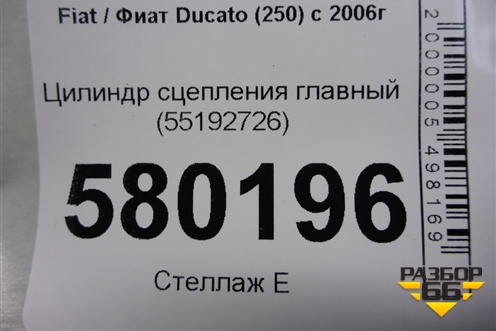 Fiat / Фиат Ducato (250) с 2006г
Цилиндр сцепления главный
(55192726)
580196
Стеллаж Е
2000005498169
РАЗБОР
66